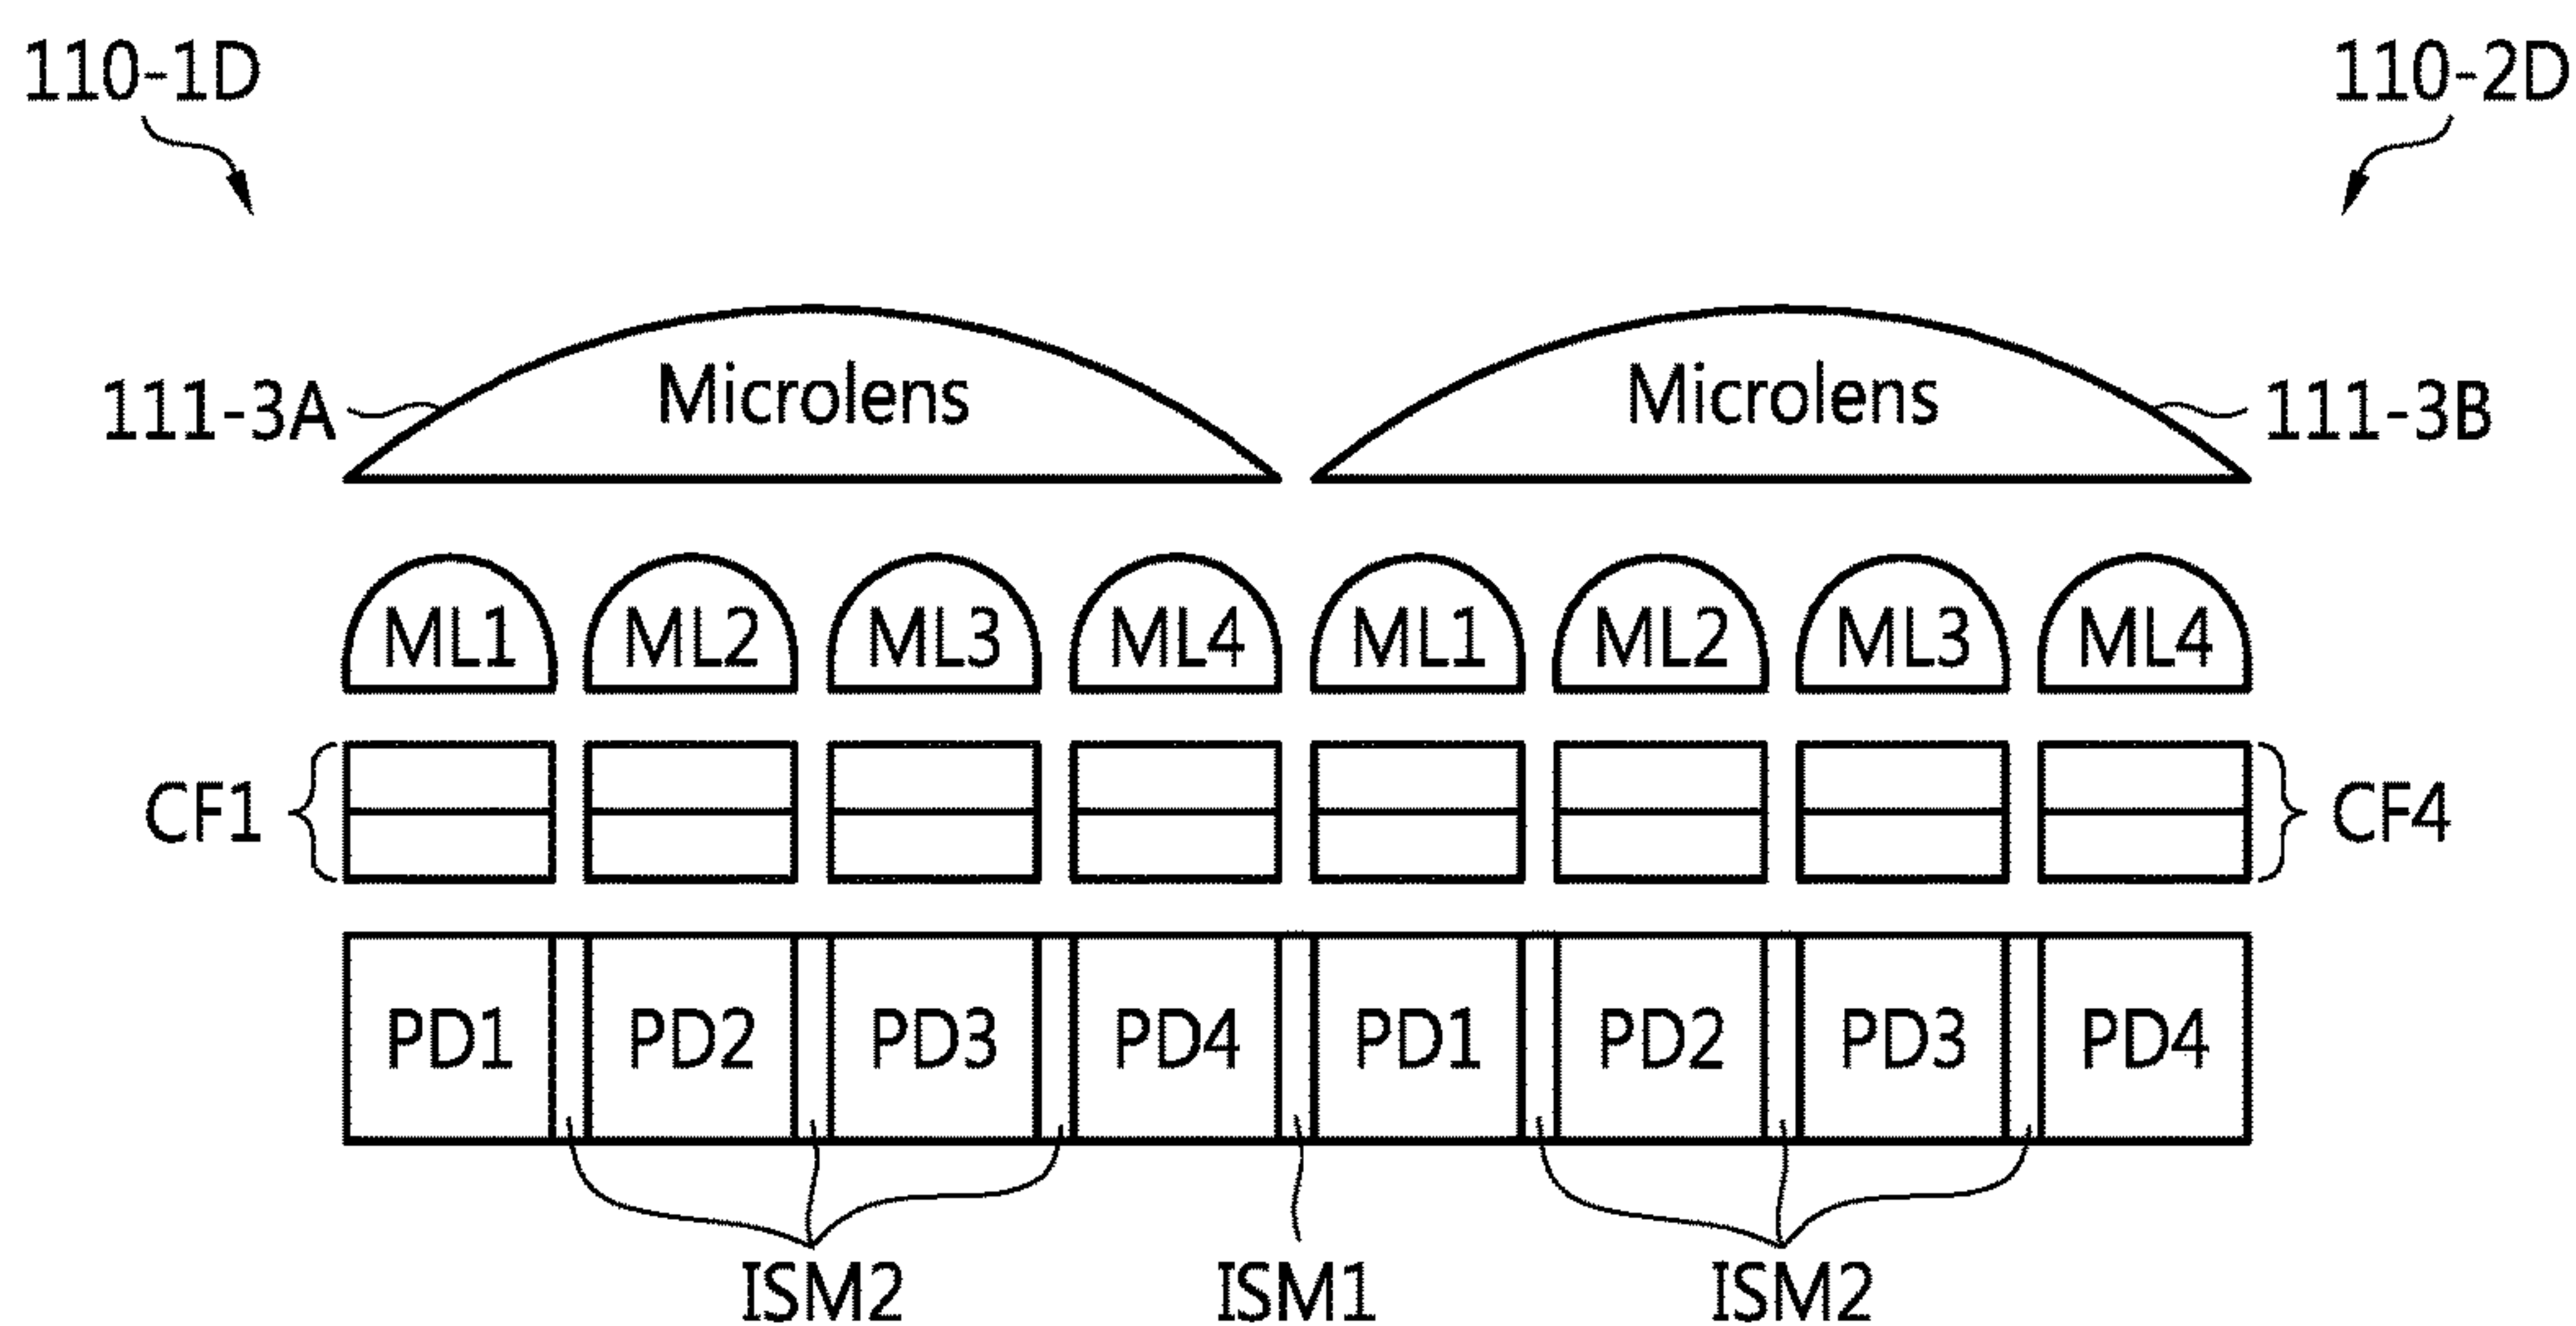 110-1D 110-2D
Microlens Microlens
111-3A 111-3B
ML1 ML2 ML3 ML4 ML1 ML2 ML3 ML4
CF1 CF4
PD1 PD2 PD3 PD4 PD1 PD2 PD3 PD4
ISM2 ISM1 ISM2